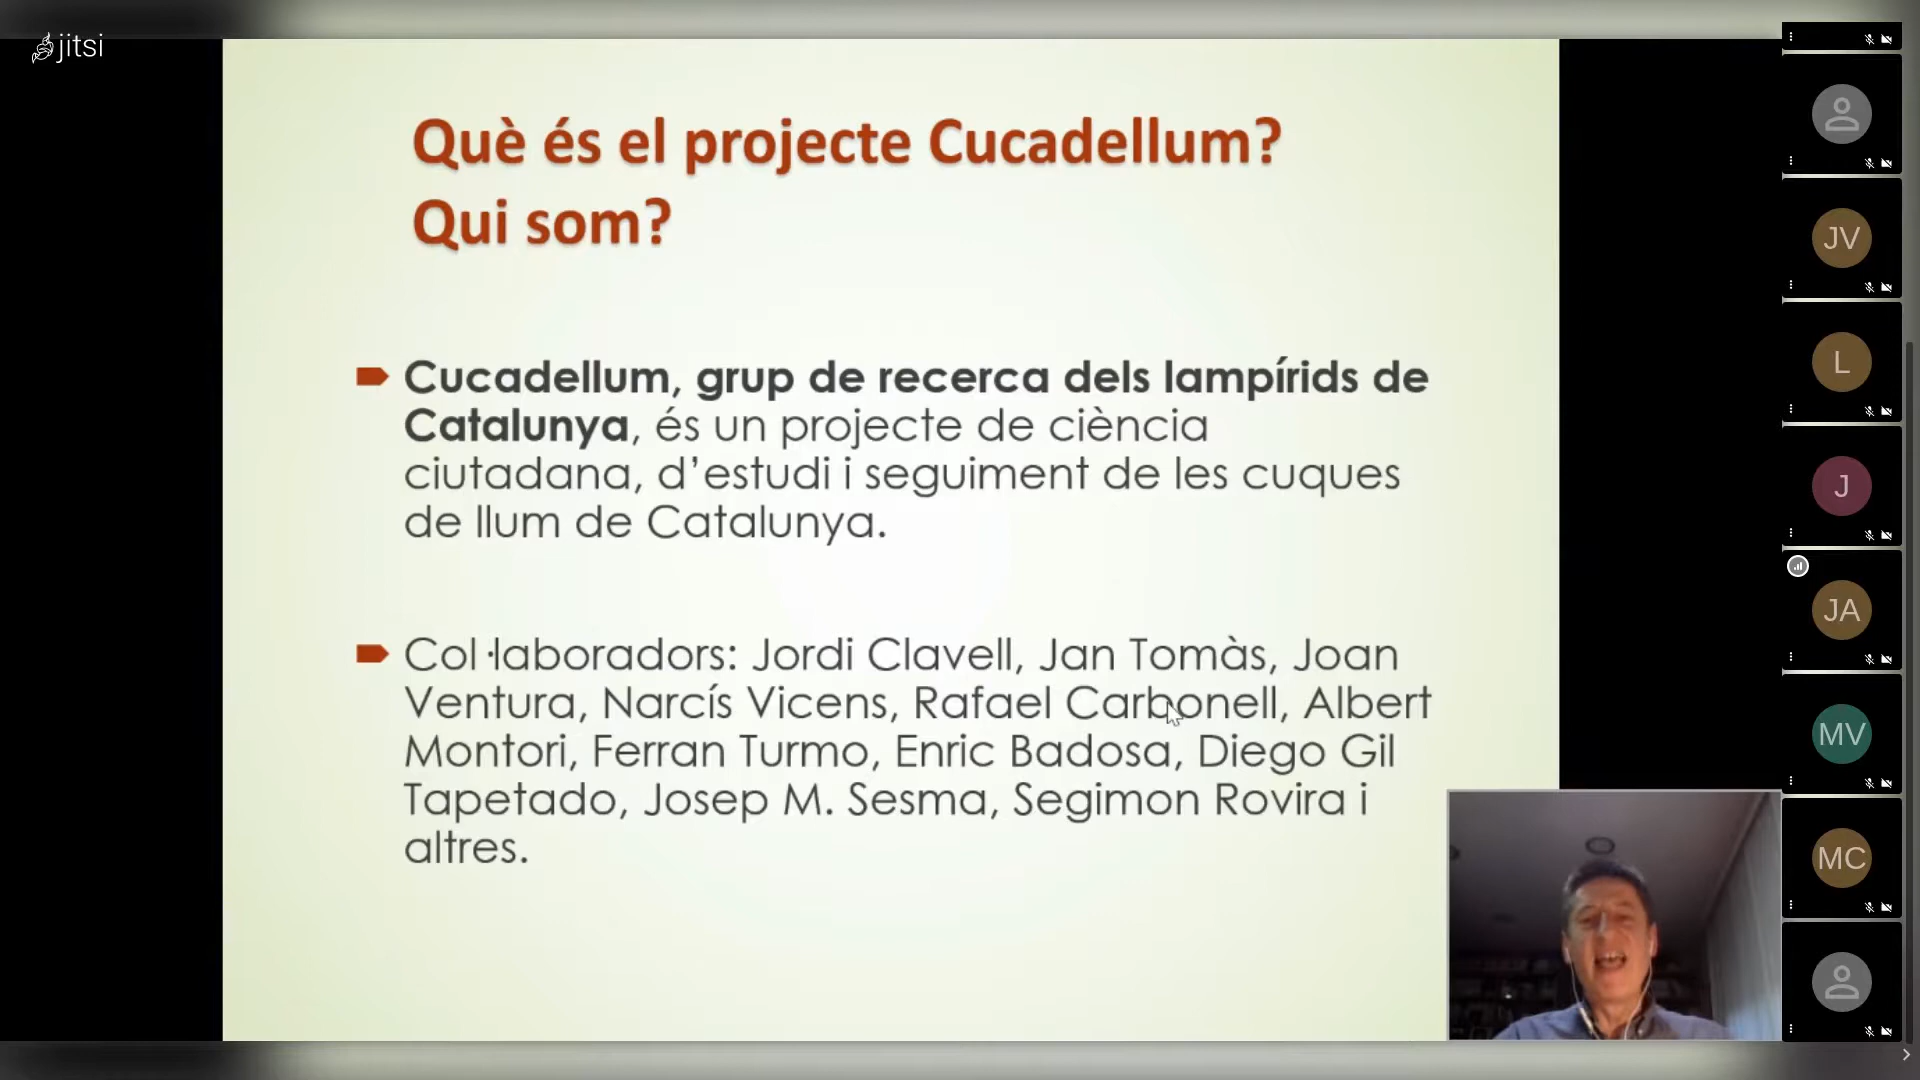 jitsi
Què és el projecte Cucadellum?
Qui som?
Cucadellum, grup de recerca dels lampírids de
Catalunya, és un projecte de ciència
ciutadana, d’estudi i seguiment de les cuques
de llum de Catalunya.
Col·laboradors: Jordi Clavell, Jan Tomàs, Joan
Ventura, Narcís Vicens, Rafael Carbonell, Albert
Montori, Ferran Turmo, Enric Badosa, Diego Gil
Tapetado, Josep M. Sesma, Segimon Rovira i
altres.
JV
L
J
JA
MV
MC